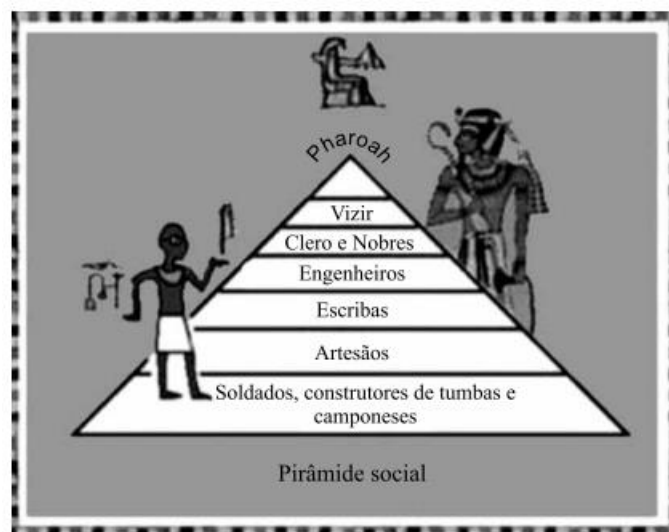 Pharoah
Vizir
Clero e Nobres
Engenheiros
Escribas
Artesãos
Soldados, construtores de tumbas e
camponeses
Pirâmide social